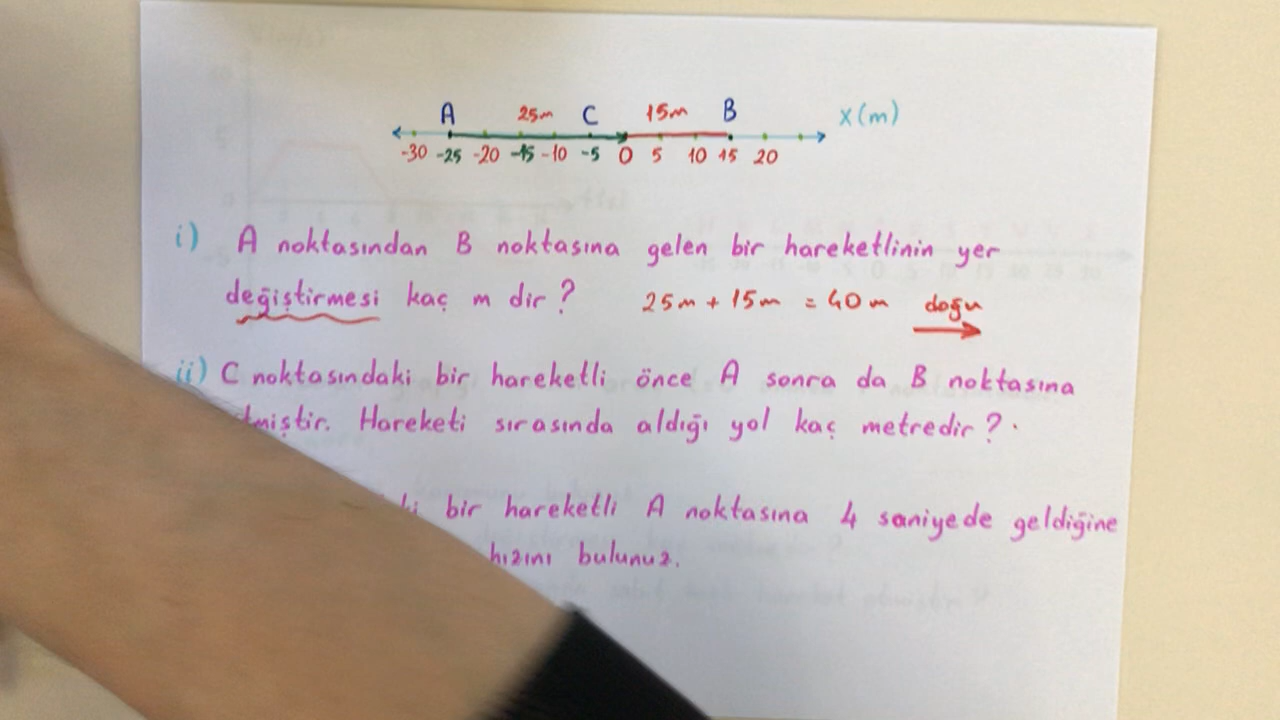 A 25m C 15m B x(m)
-30 -25 -20 -15 -10 -5 0 5 10 15 20
i) A noktasından B noktasına gelen bir hareketlinin yer
değiştirmesi kaç m dir? 25m + 15m = 40m doğu
ii) C noktasındaki bir hareketli önce A sonra da B noktasına
Hareketi sırasında aldığı yol kaç metredir?
bir hareketli A noktasına 4 saniyede geldiğine
hızını bulunuz.